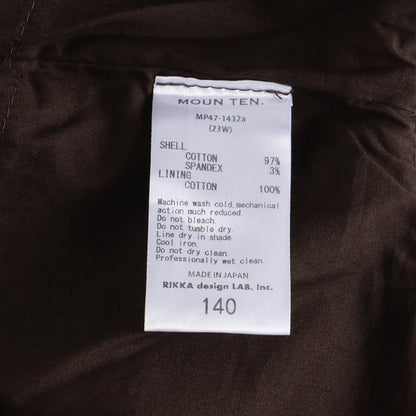 MOUN TEN.
MP47-1432a
(23W)
SHELL
COTTON 97%
SPANDEX 3%
LINING
COTTON 100%
Machine wash cold, mechanical
action much reduced
Do not bleach.
Do not tumble dry.
Line dry in shade.
Cool iron.
Do not dry clean.
Professionally wet clean.
MADE IN JAPAN
RIKKA design LAB. Inc.
140